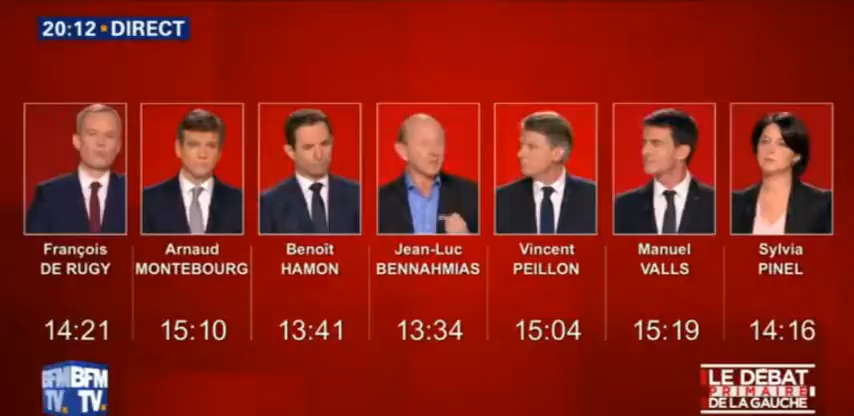 20:12 DIRECT
François
DE RUGY
Arnaud
MONTEBOURG
Benoît
HAMON
Jean-Luc
BENNAHMIAS
Vincent
PEILLON
Manuel
VALLS
Sylvia
PINEL
14:21 15:10 13:41 13:34 15:04 15:19 14:16
BFM BFM
TV. TV.
LE DÉBAT
PRIMAIRE
DE LA GAUCHE